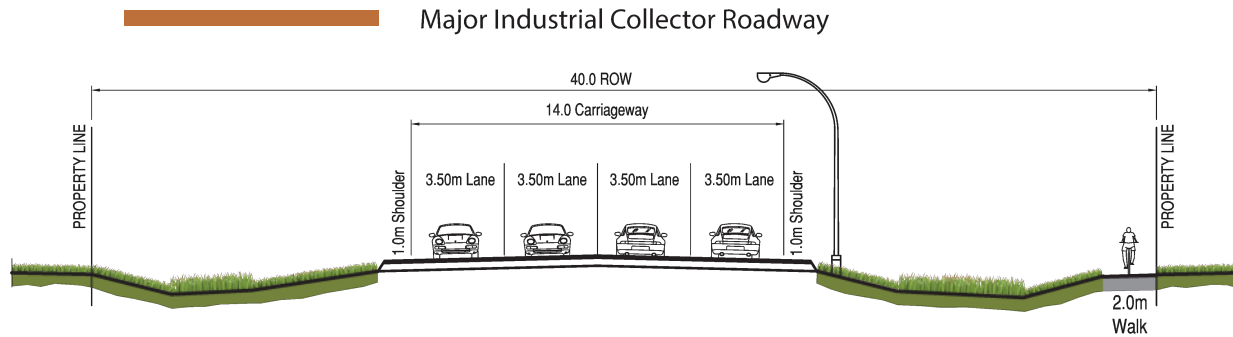 Major Industrial Collector Roadway
40.0 ROW
14.0 Carriageway
PROPERTY LINE
1.0m Shoulder
3.50m Lane
3.50m Lane
3.50m Lane
3.50m Lane
1.0m Shoulder
PROPERTY LINE
2.0m
Walk